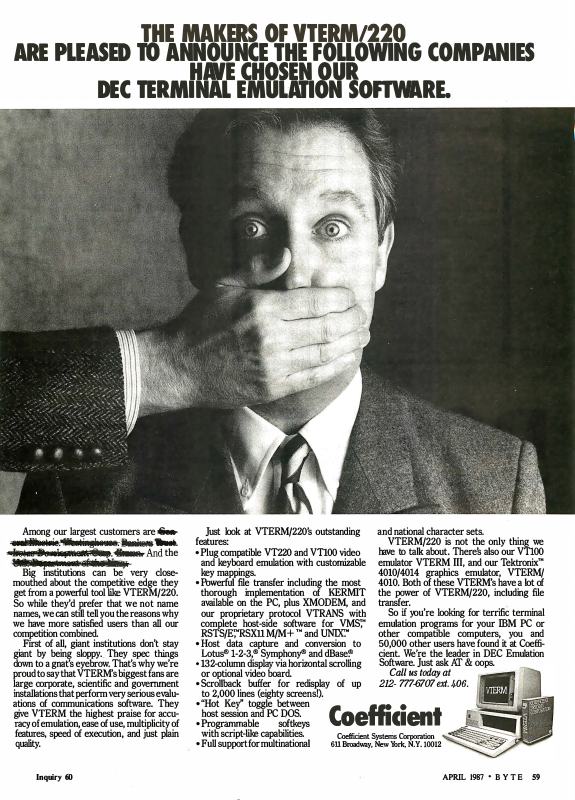 THE MAKERS OF VTERM/220
ARE PLEASED TO ANNOUNCE THE FOLLOWING COMPANIES
HAVE CHOSEN OUR
DEC TERMINAL EMULATION SOFTWARE.
Among our largest customers are Gen-
eral Electric, Westinghouse, Bankers Trust,
Lotus Development Corp, And the
Department of the
Big institutions can be very close-
mouthed about the competitive edge they
get from a powerful tool like VTERM/220.
So while they'd prefer that we not name
names, we can still tell you the reasons why
we have more satisfied users than all our
competition combined.
First of all, giant institutions don't stay
giant by being sloppy. They spec things
down to a gnat's eyebrow. That's why we're
proud to say that VTERM's biggest fans are
large corporate, scientific and government
installations that perform very serious evalu-
ations of communications software. They
give VTERM the highest praise for accu-
racy of emulation, ease of use, multiplicity of
features, speed of execution, and just plain
quality.
Just look at VTERM/220's outstanding
features:
• Plug compatible VT220 and VT100 video
and keyboard emulation with customizable
key mappings.
• Powerful file transfer including the most
thorough implementation of KERMIT
available on the PC, plus XMODEM, and
our proprietary protocol VTRANS with
complete host-side software for VMS,™
RSTS/E,™RSX11 M/M+ ™ and UNIX.™
• Host data capture and conversion to
Lotus® 1-2-3,® Symphony® and dBase®
• 132-column display via horizontal scrolling
or optional video board.
• Scrollback buffer for redisplay of up
to 2,000 lines (eighty screens!).
• "Hot Key" toggle between
host session and PC DOS.
• Programmable softkeys
with script-like capabilities.
• Full support for multinational
and national character sets.
VTERM/220 is not the only thing we
have to talk about. There's also our VT100
emulator VTERM III, and our Tektronix™
4010/4014 graphics emulator, VTERM/
4010. Both of these VTERM's have a lot of
the power of VTERM/220, including file
transfer.
So if you're looking for terrific terminal
emulation programs for your IBM PC or
other compatible computers, you and
50,000 other users have found it at Coeffi-
cient. We're the leader in DEC Emulation
Software. Just ask AT & oops.
Call us today at
212-777-6707 ext. 406.
VTERM
Coefficient
Coefficient Systems Corporation
611 Broadway, New York, N.Y. 10012
Inquiry 60
APRIL 1987 • BYTE 59